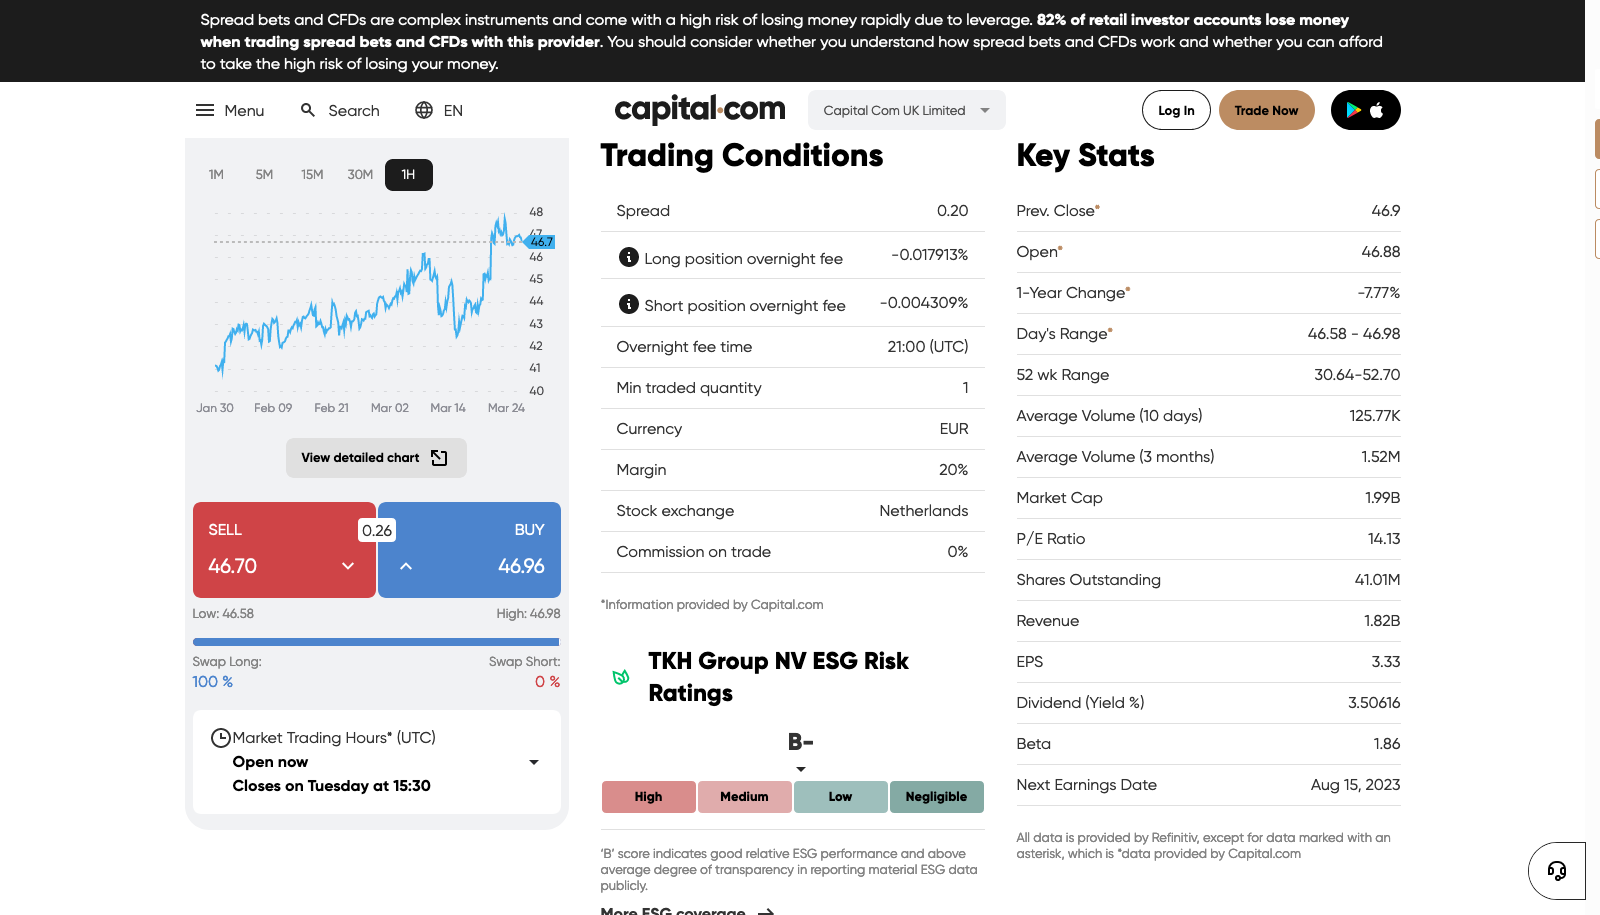 Spread bets and CFDs are complex instruments and come with a high risk of losing money rapidly due to leverage. 82% of retail investor accounts lose money
when trading spread bets and CFDs with this provider. You should consider whether you understand how spread bets and CFDs work and whether you can afford
to take the high risk of losing your money.
Menu Search EN capital.com Capital Com UK Limited Log In Trade Now
1M 5M 15M 30M 1H
48
47
46.7
46
45
44
43
42
41
40
Jan 30 Feb 09 Feb 21 Mar 02 Mar 14 Mar 24
View detailed chart
SELL 0.26 BUY
46.70 46.96
Low: 46.58 High: 46.98
Swap Long: Swap Short:
100 % 0 %
Market Trading Hours* (UTC)
Open now
Closes on Tuesday at 15:30
Trading Conditions
Spread 0.20
Long position overnight fee -0.017913%
Short position overnight fee -0.004309%
Overnight fee time 21:00 (UTC)
Min traded quantity 1
Currency EUR
Margin 20%
Stock exchange Netherlands
Commission on trade 0%
*Information provided by Capital.com
TKH Group NV ESG Risk
Ratings
B-
High Medium Low Negligible
'B' score indicates good relative ESG performance and above
average degree of transparency in reporting material ESG data
publicly.
More ESG coverage
Key Stats
Prev. Close* 46.9
Open* 46.88
1-Year Change* -7.77%
Day's Range* 46.58 - 46.98
52 wk Range 30.64-52.70
Average Volume (10 days) 125.77K
Average Volume (3 months) 1.52M
Market Cap 1.99B
P/E Ratio 14.13
Shares Outstanding 41.01M
Revenue 1.82B
EPS 3.33
Dividend (Yield %) 3.50616
Beta 1.86
Next Earnings Date Aug 15, 2023
All data is provided by Refinitiv, except for data marked with an
asterisk, which is *data provided by Capital.com